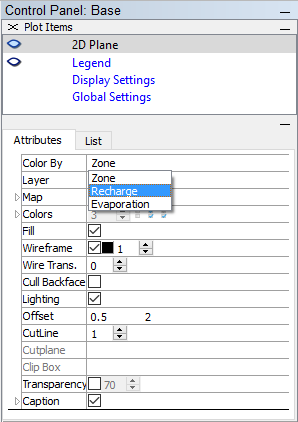 Control Panel: Base
Plot Items
2D Plane
Legend
Display Settings
Global Settings
Attributes List
Color By Zone
Layer Zone
Recharge
Map
Evaporation
Colors 3
Fill
Wireframe 1
Wire Trans. 0
Cull Backface
Lighting
Offset 0.5 2
CutLine 1
Cutplane
Clip Box
Transparency 70
Caption